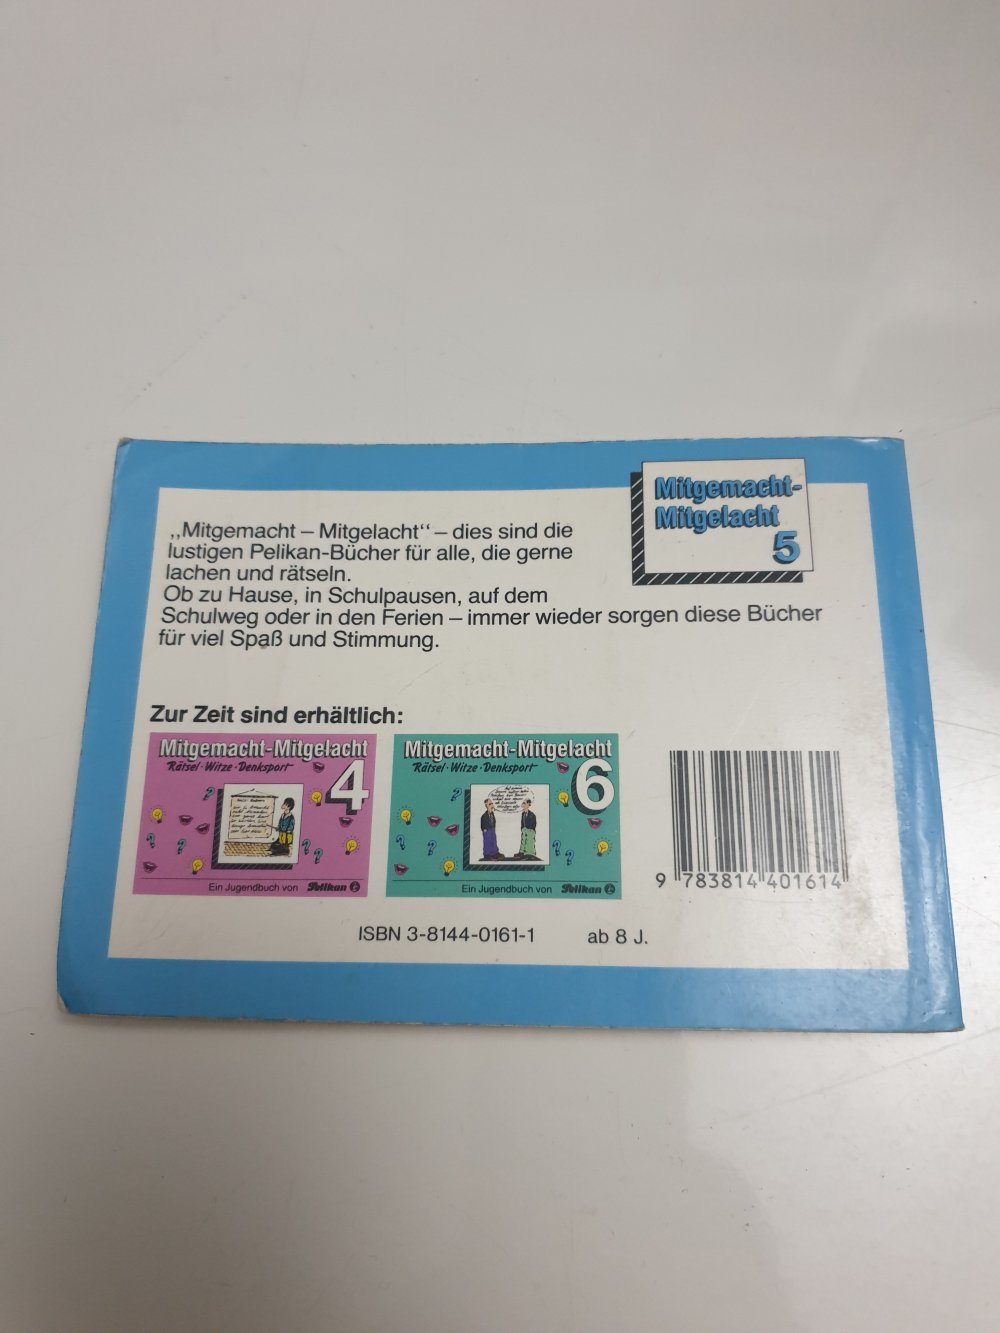 Mitgemacht-
Mitgelacht
5
,,Mitgemacht – Mitgelacht“ – dies sind die
lustigen Pelikan-Bücher für alle, die gerne
lachen und rätseln.
Ob zu Hause, in Schulpausen, auf dem
Schulweg oder in den Ferien – immer wieder sorgen diese Bücher
für viel Spaß und Stimmung.
Zur Zeit sind erhältlich:
Mitgemacht-Mitgelacht
Rätsel · Witze · Denksport
4
Ein Jugendbuch von Pelikan
Mitgemacht-Mitgelacht
Rätsel · Witze · Denksport
6
Ein Jugendbuch von Pelikan
9 783814 401614
ISBN 3-8144-0161-1 ab 8 J.